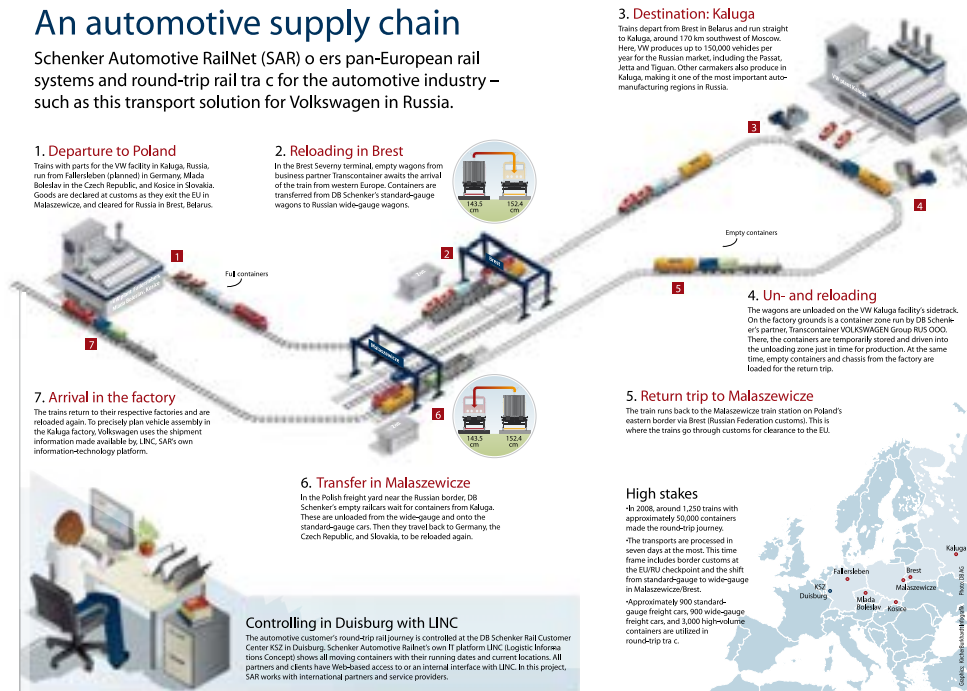 An automotive supply chain
Schenker Automotive RailNet (SAR) o ers pan-European rail
systems and round-trip rail tra c for the automotive industry –
such as this transport solution for Volkswagen in Russia.
1. Departure to Poland
Trains with parts for the VW facility in Kaluga, Russia,
run from Fallersleben (planned) in Germany, Mlada
Boleslav in the Czech Republic, and Kosice in Slovakia.
Goods are declared at customs as they exit the EU in
Malaszewicze, and cleared for Russia in Brest, Belarus.
2. Reloading in Brest
In the Brest Severny terminal, empty wagons from
business partner Transcontainer awaits the arrival
of the train from western Europe. Containers are
transferred from DB Schenker's standard-gauge
wagons to Russian wide-gauge wagons.
143.5
cm
152.4
cm
3. Destination: Kaluga
Trains depart from Brest in Belarus and run straight
to Kaluga, around 170 km southwest of Moscow.
Here, VW produces up to 150,000 vehicles per
year for the Russian market, including the Passat,
Jetta and Tiguan. Other carmakers also produce in
Kaluga, making it one of the most important auto-
manufacturing regions in Russia.
3
4
2
Brest
1
Full containers
Empty containers
5
Malaszewicze
7
6
143.5
cm
152.4
cm
4. Un- and reloading
The wagons are unloaded on the VW Kaluga facility's sidetrack.
On the factory grounds is a container zone run by DB Schenk-
er's partner, Transcontainer VOLKSWAGEN Group RUS OOO.
There, the containers are temporarily stored and driven into
the unloading zone just in time for production. At the same
time, empty containers and chassis from the factory are
loaded for the return trip.
5. Return trip to Malaszewicze
The train runs back to the Malaszewicze train station on Poland's
eastern border via Brest (Russian Federation customs). This is
where the trains go through customs for clearance to the EU.
7. Arrival in the factory
The trains return to their respective factories and are
reloaded again. To precisely plan vehicle assembly in
the Kaluga factory, Volkswagen uses the shipment
information made available by, LINC, SAR's own
information-technology platform.
6. Transfer in Malaszewicze
In the Polish freight yard near the Russian border, DB
Schenker's empty railcars wait for containers from Kaluga.
These are unloaded from the wide-gauge and onto the
standard-gauge cars. Then they travel back to Germany, the
Czech Republic, and Slovakia, to be reloaded again.
High stakes
•In 2008, around 1,250 trains with
approximately 50,000 containers
made the round-trip journey.
•The transports are processed in
seven days at the most. This time
frame includes border customs at
the EU/RU checkpoint and the shift
from standard-gauge to wide-gauge
in Malaszewicze/Brest.
•Approximately 900 standard-
gauge freight cars, 900 wide-gauge
freight cars, and 3,000 high-volume
containers are utilized in
round-trip tra c.
Kaluga
Fallersleben
Brest
KSZ
Duisburg
Malaszewicze
Mlada
Boleslav
Kosice
Photo: DB AG
Controlling in Duisburg with LINC
The automotive customer's round-trip rail journey is controlled at the DB Schenker Rail Customer
Center KSZ in Duisburg. Schenker Automotive Railnet's own IT platform LINC (Logistic Informa-
tions Concept) shows all moving containers with their running dates and current locations. All
partners and clients have Web-based access to or an internal interface with LINC. In this project,
SAR works with international partners and service providers.